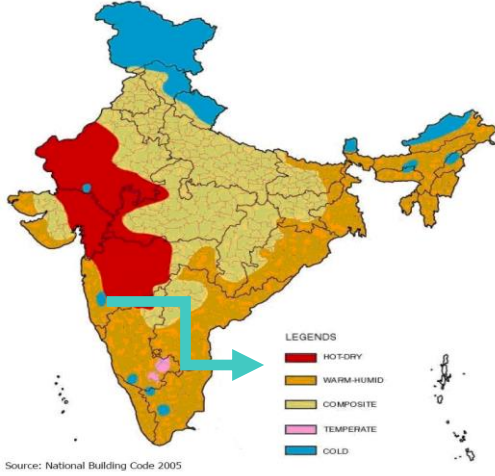 LEGENDS
HOT-DRY
WARM-HUMID
COMPOSITE
TEMPERATE
COLD
Source: National Building Code 2005